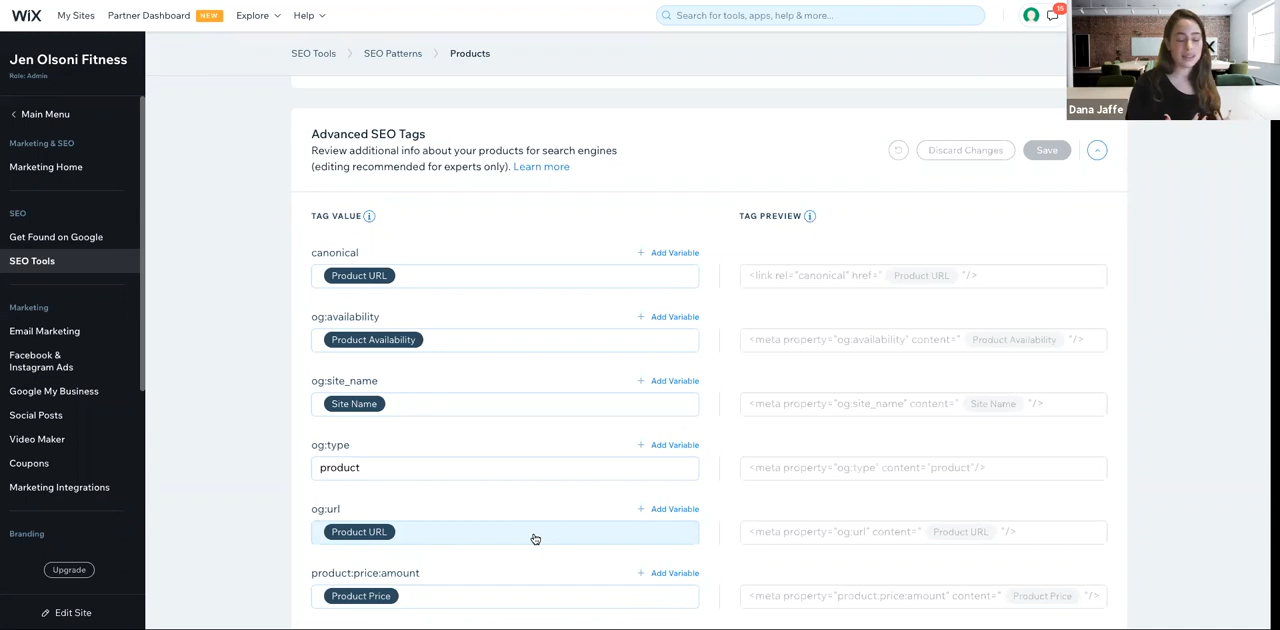 WiX My Sites Partner Dashboard NEW Explore Help Search for tools, apps, help & more... 15
Jen Olsoni Fitness
Role: Admin
Main Menu
Marketing & SEO
Marketing Home
SEO
Get Found on Google
SEO Tools
Marketing
Email Marketing
Facebook &
Instagram Ads
Google My Business
Social Posts
Video Maker
Coupons
Marketing Integrations
Branding
Upgrade
Edit Site
SEO Tools SEO Patterns Products
Dana Jaffe
Advanced SEO Tags
Review additional info about your products for search engines
(editing recommended for experts only). Learn more
Discard Changes Save
TAG VALUE i TAG PREVIEW i
canonical + Add Variable
Product URL <link rel="canonical" href=" Product URL "/>
og:availability + Add Variable
Product Availability <meta property="og:availability" content=" Product Availability "/>
og:site_name + Add Variable
Site Name <meta property="og:site_name" content=" Site Name "/>
og:type + Add Variable
product <meta property="og:type" content="product"/>
og:url + Add Variable
Product URL <meta property="og:url" content=" Product URL "/>
product:price:amount + Add Variable
Product Price <meta property="product:price:amount" content=" Product Price "/>